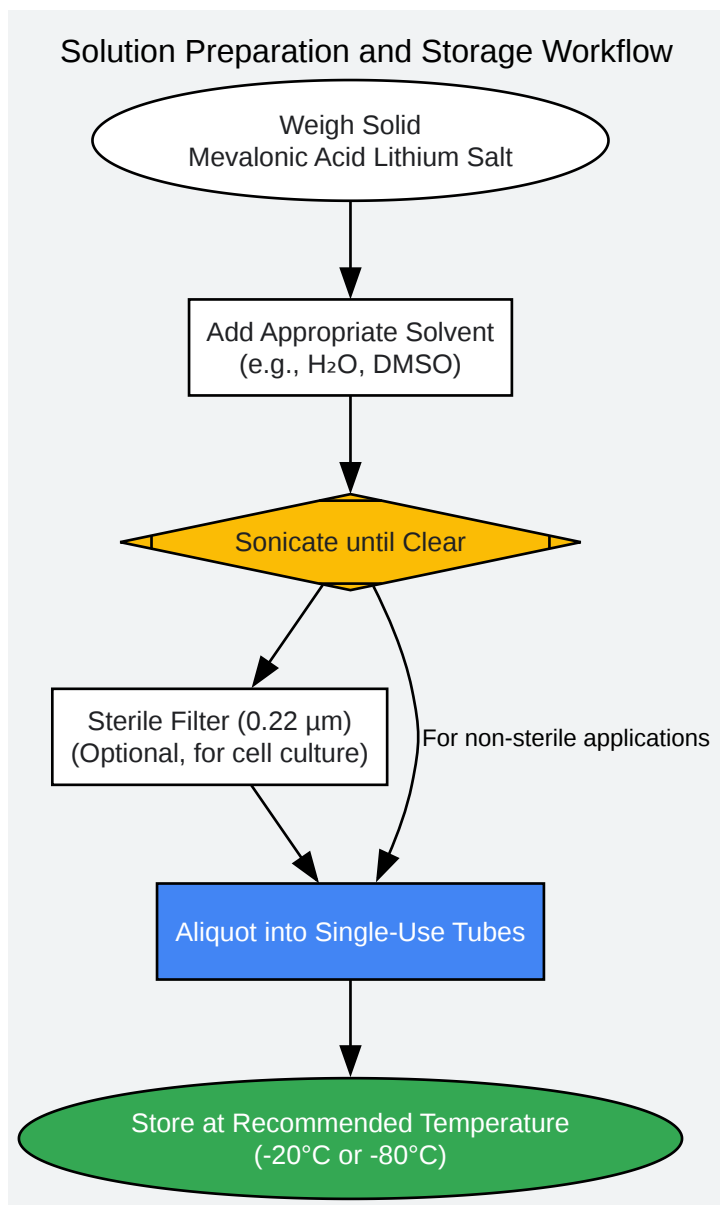 Solution Preparation and Storage Workflow
Weigh Solid
Mevalonic Acid Lithium Salt
Add Appropriate Solvent
(e.g., H₂O, DMSO)
Sonicate until Clear
Sterile Filter (0.22 µm)
(Optional, for cell culture)
For non-sterile applications
Aliquot into Single-Use Tubes
Store at Recommended Temperature
(-20°C or -80°C)